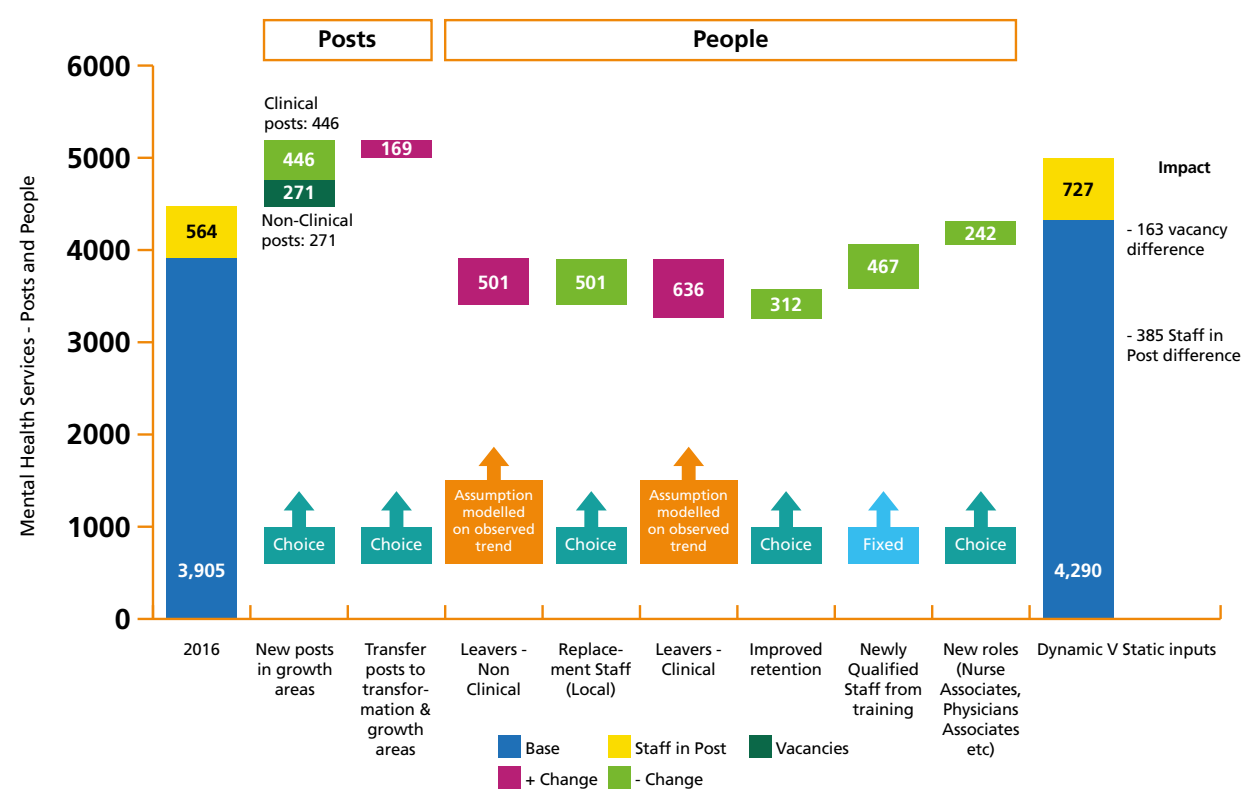 Posts
People
Mental Health Services - Posts and People
6000
5000
4000
3000
2000
1000
0
564
3,905
Clinical
posts: 446
446
271
Non-Clinical
posts: 271
169
501
501
636
312
467
242
727
4,290
Impact
- 163 vacancy
difference
- 385 Staff in
Post difference
Choice
Choice
Assumption
modelled
on observed
trend
Choice
Assumption
modelled
on observed
trend
Choice
Fixed
Choice
2016
New posts
in growth
areas
Transfer
posts to
transfor-
mation &
growth
areas
Leavers -
Non
Clinical
Replace-
ment Staff
(Local)
Leavers -
Clinical
Improved
retention
Newly
Qualified
Staff from
training
New roles
(Nurse
Associates,
Physicians
Associates
etc)
Dynamic V Static inputs
Base
Staff in Post
Vacancies
+ Change
- Change